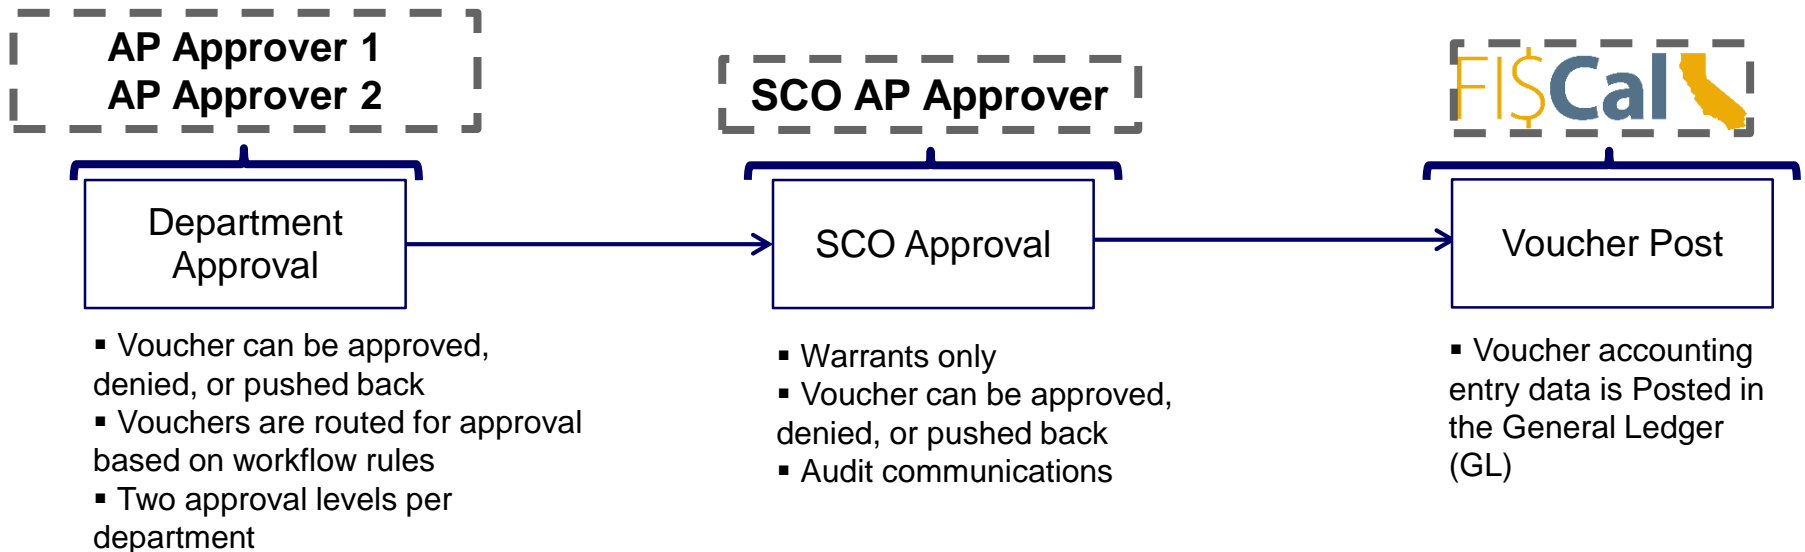 AP Approver 1
AP Approver 2
SCO AP Approver
FI$Cal
Department
Approval
SCO Approval
Voucher Post
▪ Voucher can be approved,
denied, or pushed back
▪ Vouchers are routed for approval
based on workflow rules
▪ Two approval levels per
department
▪ Warrants only
▪ Voucher can be approved,
denied, or pushed back
▪ Audit communications
▪ Voucher accounting
entry data is Posted in
the General Ledger
(GL)